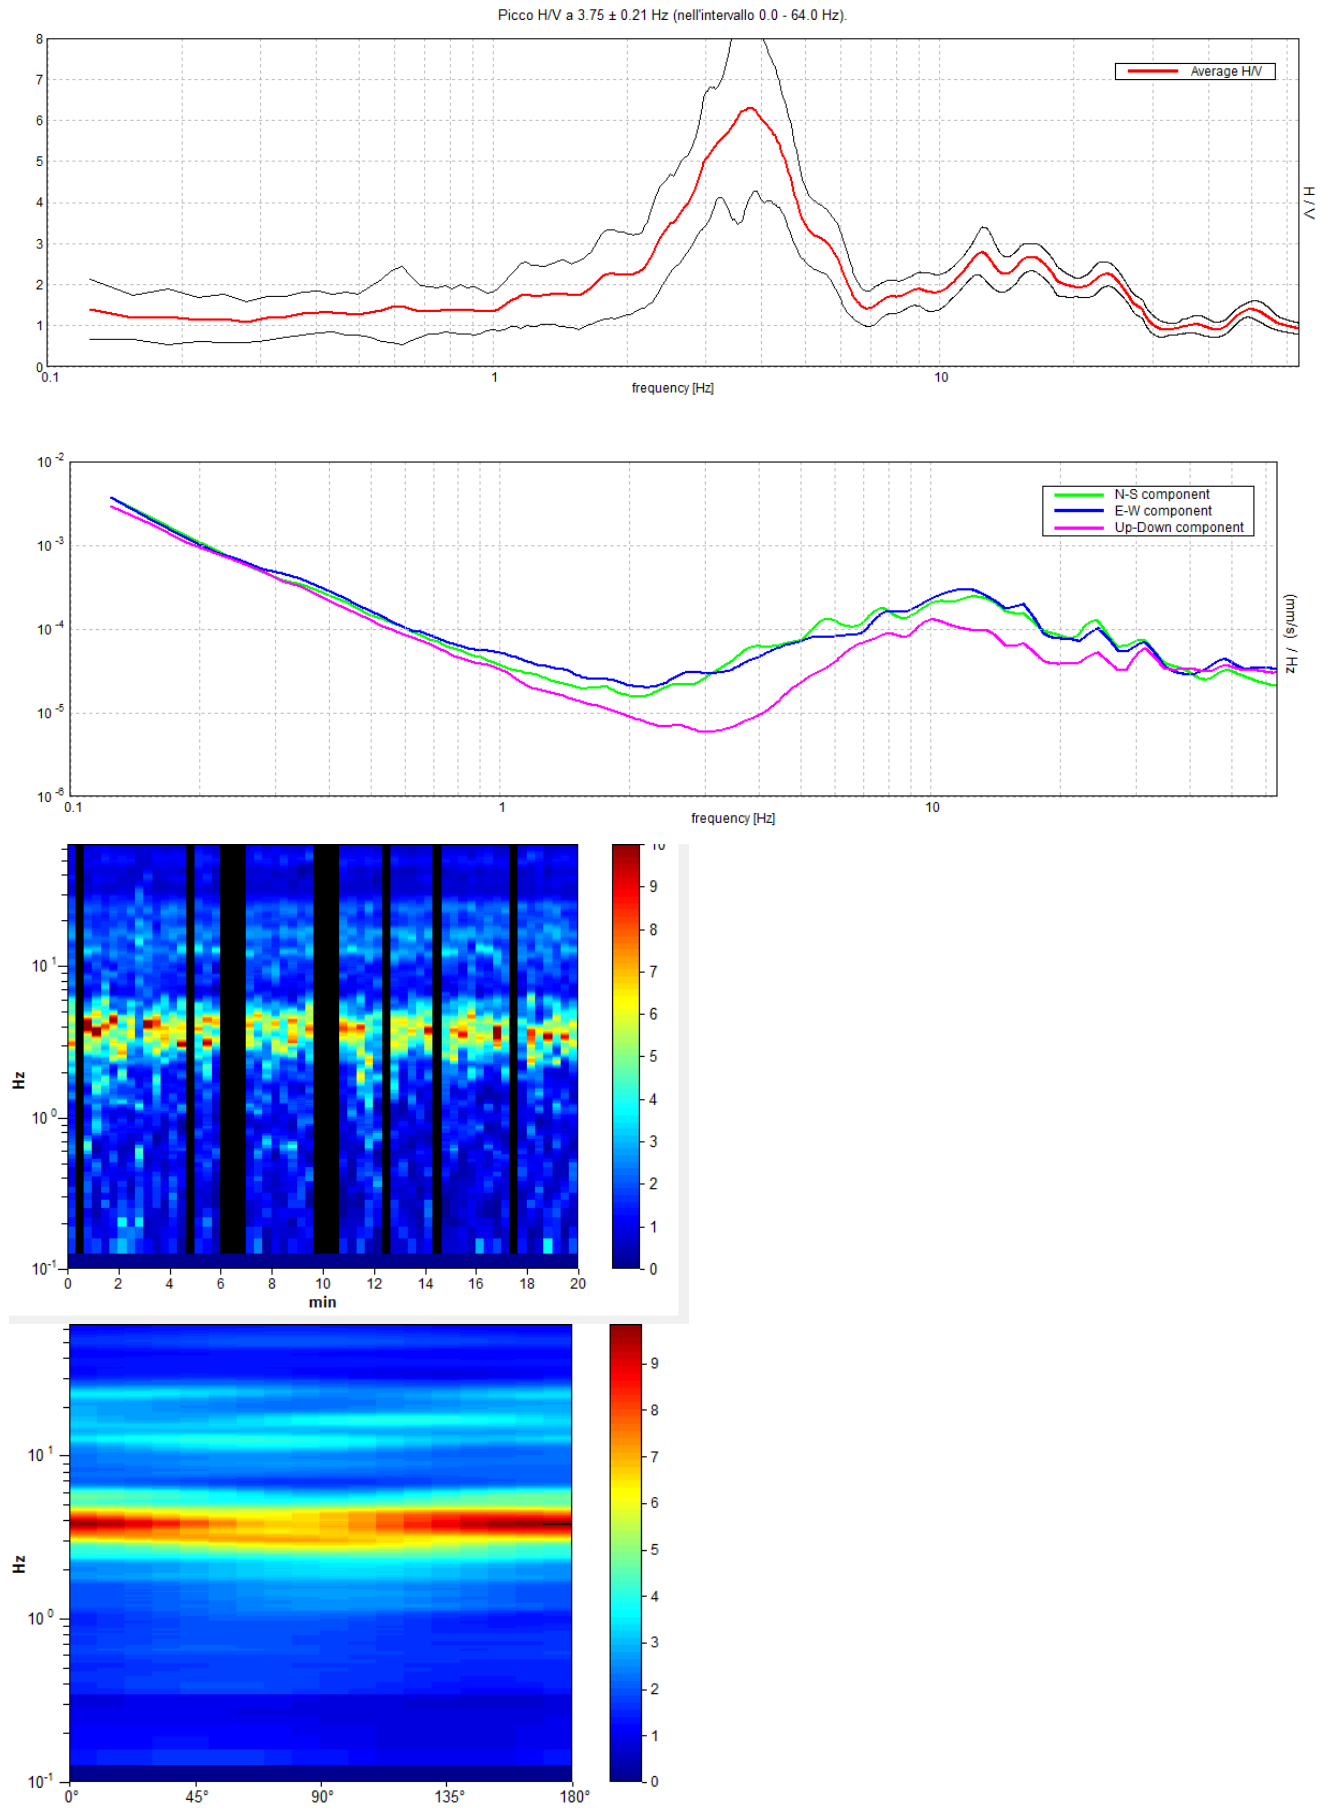 Picco H/V a 3.75 ± 0.21 Hz (nell'intervallo 0.0 - 64.0 Hz).
8
7
6
5
4
3
2
1
0
Average H/V
H / V
0.1 1 10
frequency [Hz]
10 -2
10 -3
10 -4
10 -5
10 -6
N-S component
E-W component
Up-Down component
(mm/s) / Hz
0.1 1 10
frequency [Hz]
10
9
8
7
6
5
4
3
2
1
0
10 1
10 0
10 -1
Hz
0 2 4 6 8 10 12 14 16 18 20
min
9
8
7
6
5
4
3
2
1
0
10 1
10 0
10 -1
Hz
0° 45° 90° 135° 180°